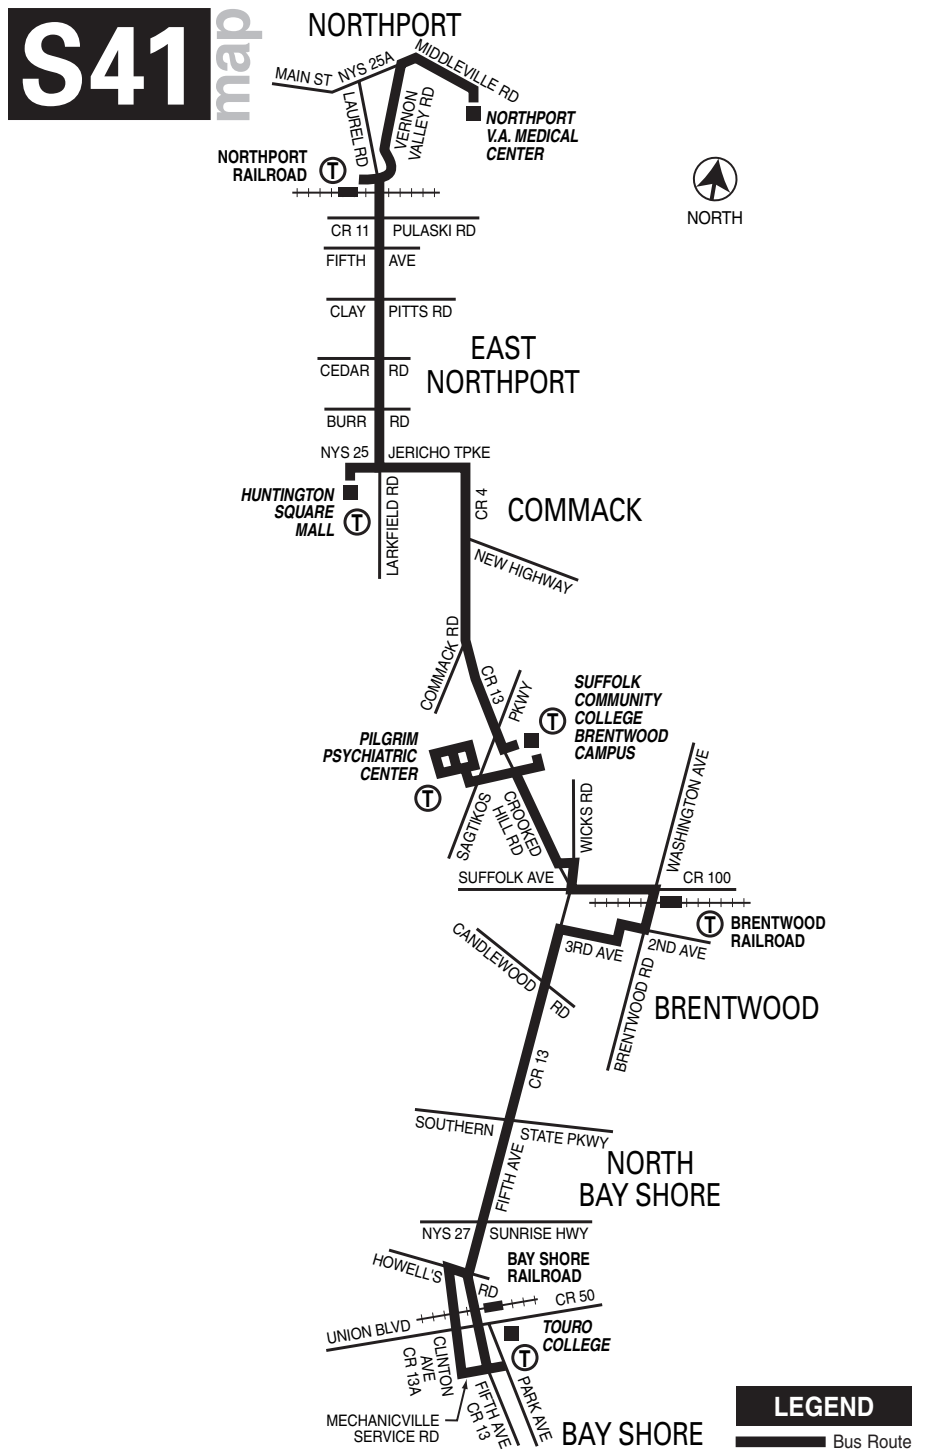 S41
map
NORTHPORT
MAIN ST
NYS 25A
MIDDLEVILLE RD
LAUREL RD
VERNON
VALLEY RD
NORTHPORT
V.A. MEDICAL
CENTER
NORTHPORT
RAILROAD
T
NORTH
CR 11 PULASKI RD
FIFTH AVE
CLAY PITTS RD
EAST
NORTHPORT
CEDAR RD
BURR RD
NYS 25 JERICHO TPKE
HUNTINGTON
SQUARE
MALL
T
LARKFIELD RD
CR 4
COMMACK
NEW HIGHWAY
COMMACK RD
CR 13
PKWY
SUFFOLK
COMMUNITY
COLLEGE
BRENTWOOD
CAMPUS
T
PILGRIM
PSYCHIATRIC
CENTER
T
SAGTIKOS
CROOKED
HILL RD
WICKS RD
WASHINGTON AVE
SUFFOLK AVE
CR 100
T
BRENTWOOD
RAILROAD
CANDLEWOOD RD
3RD AVE
2ND AVE
BRENTWOOD RD
BRENTWOOD
CR 13
SOUTHERN STATE PKWY
FIFTH AVE
NORTH
BAY SHORE
NYS 27 SUNRISE HWY
HOWELL'S RD
BAY SHORE
RAILROAD
CR 50
UNION BLVD
TOURO
COLLEGE
T
CLINTON
AVE
CR 13A
MECHANICVILLE
SERVICE RD
FIFTH AVE
CR 13
PARK AVE
BAY SHORE
LEGEND
Bus Route